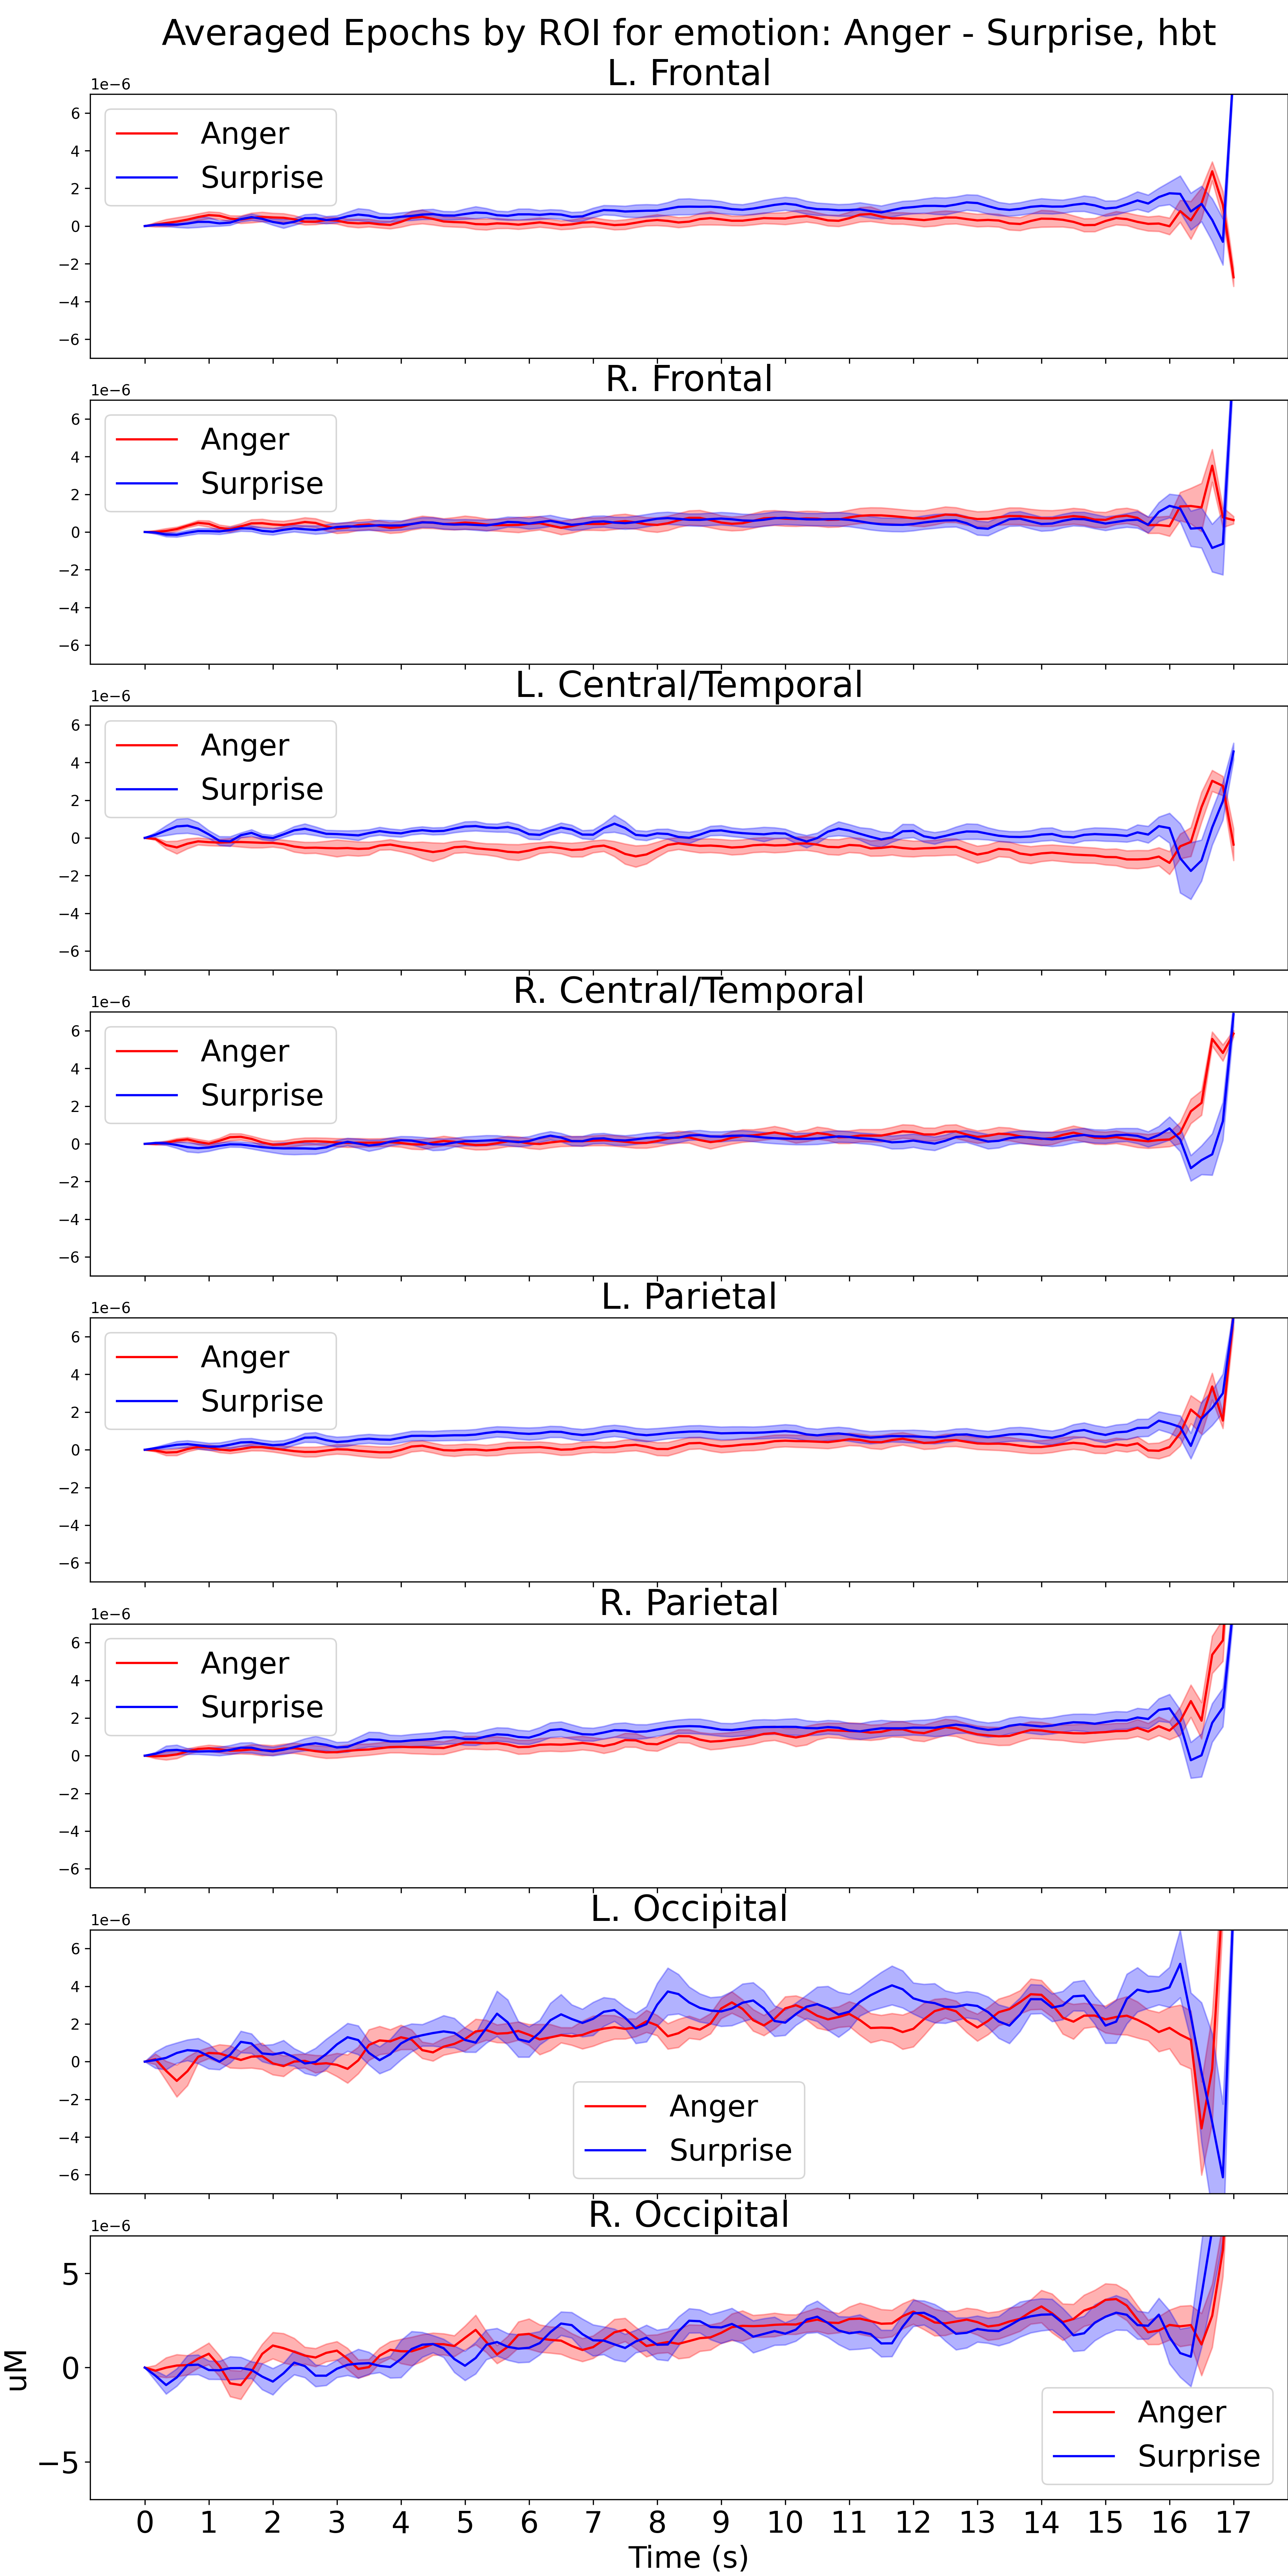 Averaged Epochs by ROI for emotion: Anger - Surprise, hbt
L. Frontal
1e−6
6
4
2
0
−2
−4
−6
Anger
Surprise
R. Frontal
1e−6
6
4
2
0
−2
−4
−6
Anger
Surprise
L. Central/Temporal
1e−6
6
4
2
0
−2
−4
−6
Anger
Surprise
R. Central/Temporal
1e−6
6
4
2
0
−2
−4
−6
Anger
Surprise
L. Parietal
1e−6
6
4
2
0
−2
−4
−6
Anger
Surprise
R. Parietal
1e−6
6
4
2
0
−2
−4
−6
Anger
Surprise
L. Occipital
1e−6
6
4
2
0
−2
−4
−6
Anger
Surprise
R. Occipital
1e−6
5
0
−5
uM
Anger
Surprise
0 1 2 3 4 5 6 7 8 9 10 11 12 13 14 15 16 17
Time (s)